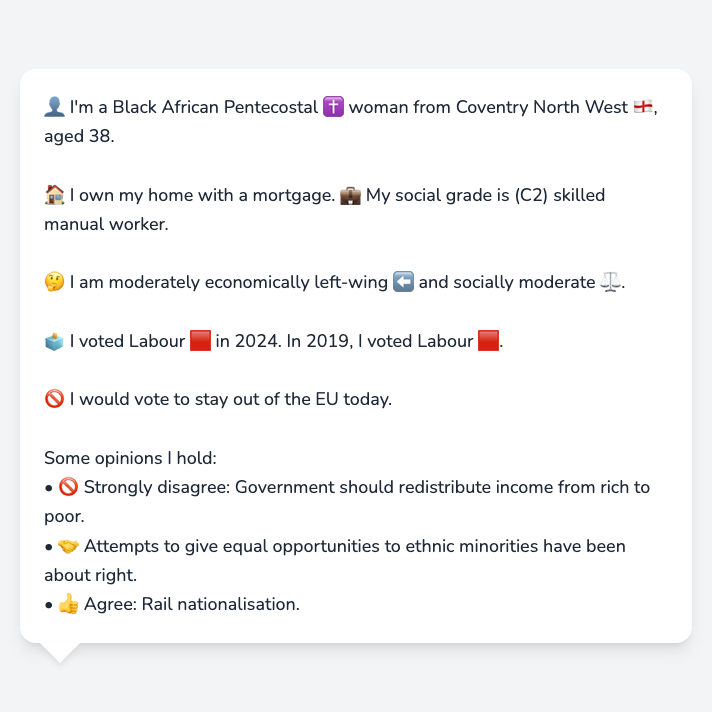 👤 I'm a Black African Pentecostal ✝️ woman from Coventry North West 🏴󠁧󠁢󠁥󠁮󠁧󠁿,
aged 38.
🏠 I own my home with a mortgage. 💼 My social grade is (C2) skilled
manual worker.
🤔 I am moderately economically left-wing ⬅️ and socially moderate ⚖️.
🗳️ I voted Labour 🟥 in 2024. In 2019, I voted Labour 🟥.
🚫 I would vote to stay out of the EU today.
Some opinions I hold:
• 🚫 Strongly disagree: Government should redistribute income from rich to
poor.
• 🤝 Attempts to give equal opportunities to ethnic minorities have been
about right.
• 👍 Agree: Rail nationalisation.